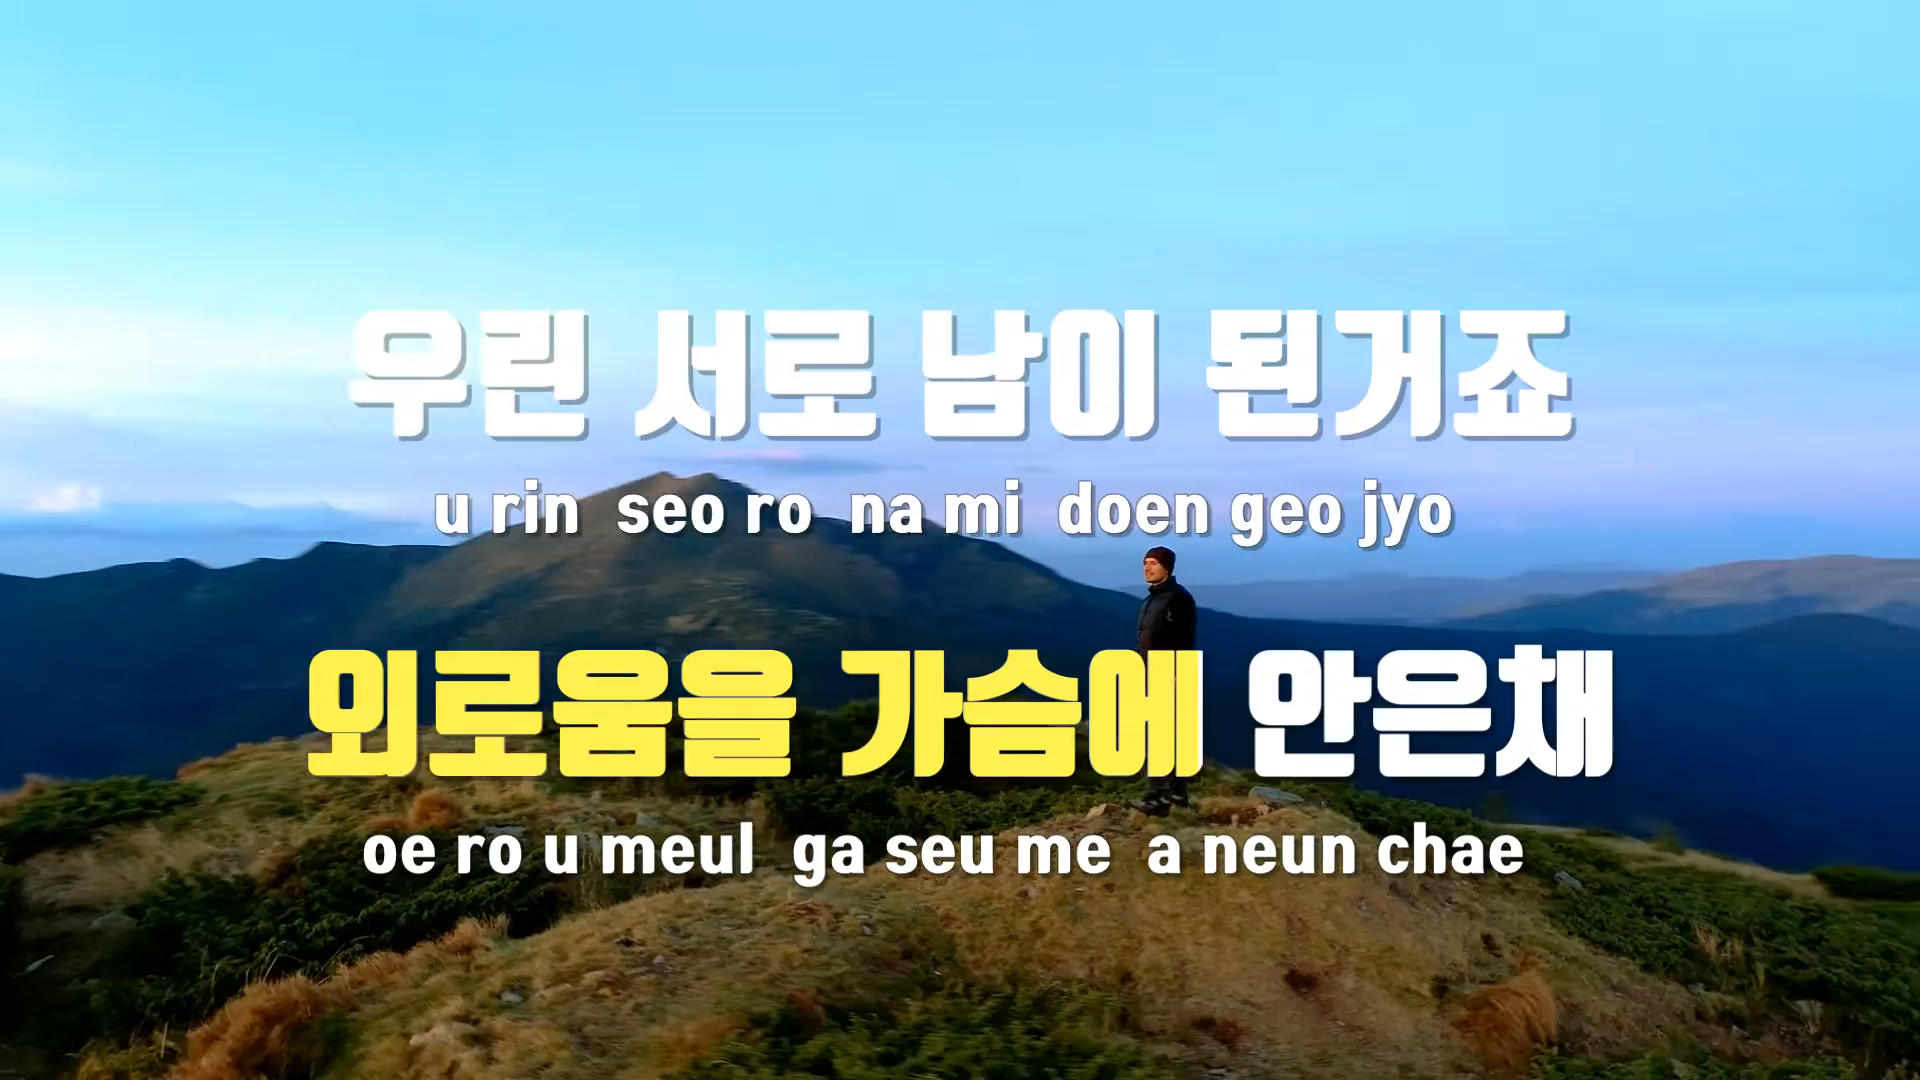 우린 서로 남이 된거죠
u rin seo ro na mi doen geo jyo
외로움을 가슴에 안은채
oe ro u meul ga seu me a neun chae